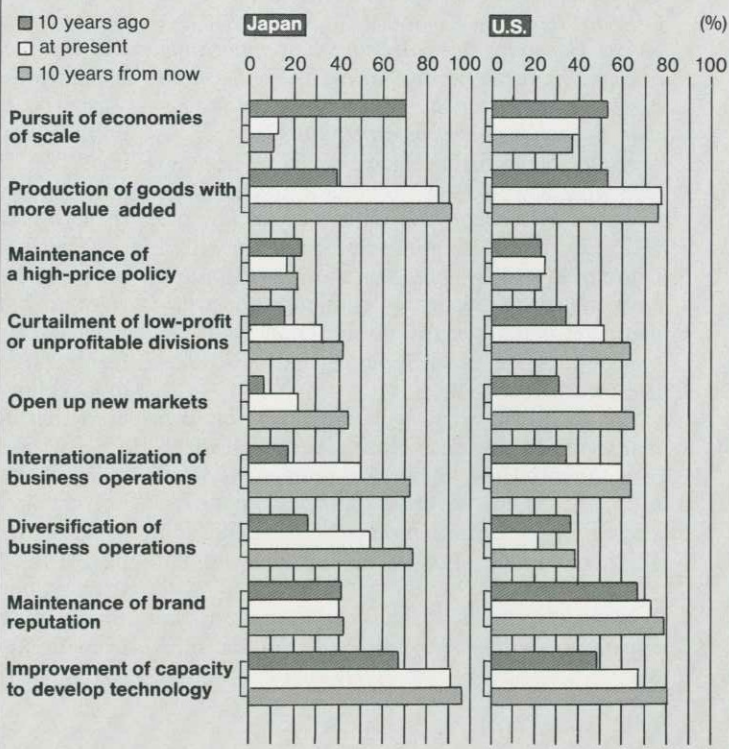 10 years ago
at present
10 years from now
Japan
U.S.
(%)
0 20 40 60 80 100
0 20 40 60 80 100
Pursuit of economies
of scale
Production of goods with
more value added
Maintenance of
a high-price policy
Curtailment of low-profit
or unprofitable divisions
Open up new markets
Internationalization of
business operations
Diversification of
business operations
Maintenance of brand
reputation
Improvement of capacity
to develop technology